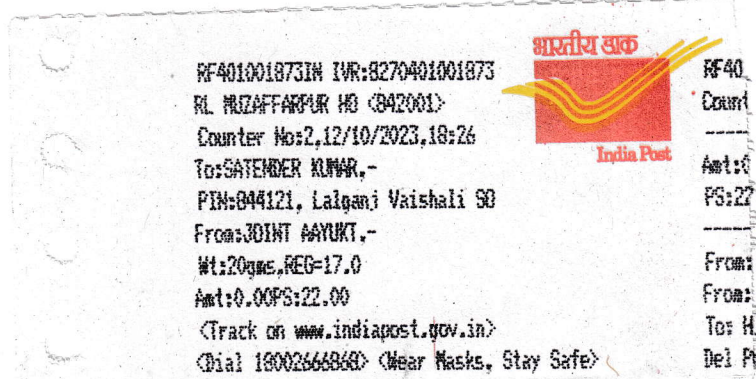 भारतीय डाक
India Post
RF401001873IN IVR:8270401001873
RL MUZAFFARPUR HO <842001>
Counter No:2,12/10/2023,18:26
To:SATENDER KUMAR,-
PIN:844121, Lalganj Vaishali SO
From:JOINT AAYUKT,-
Wt:20gms,REG=17.0
Amt:0.00PS:22.00
<Track on www.indiapost.gov.in>
<Dial 18002666868> <Wear Masks, Stay Safe>
RF40
Count
-----
Amt:
PS:22
-----
From:
From:
To: H
Del P